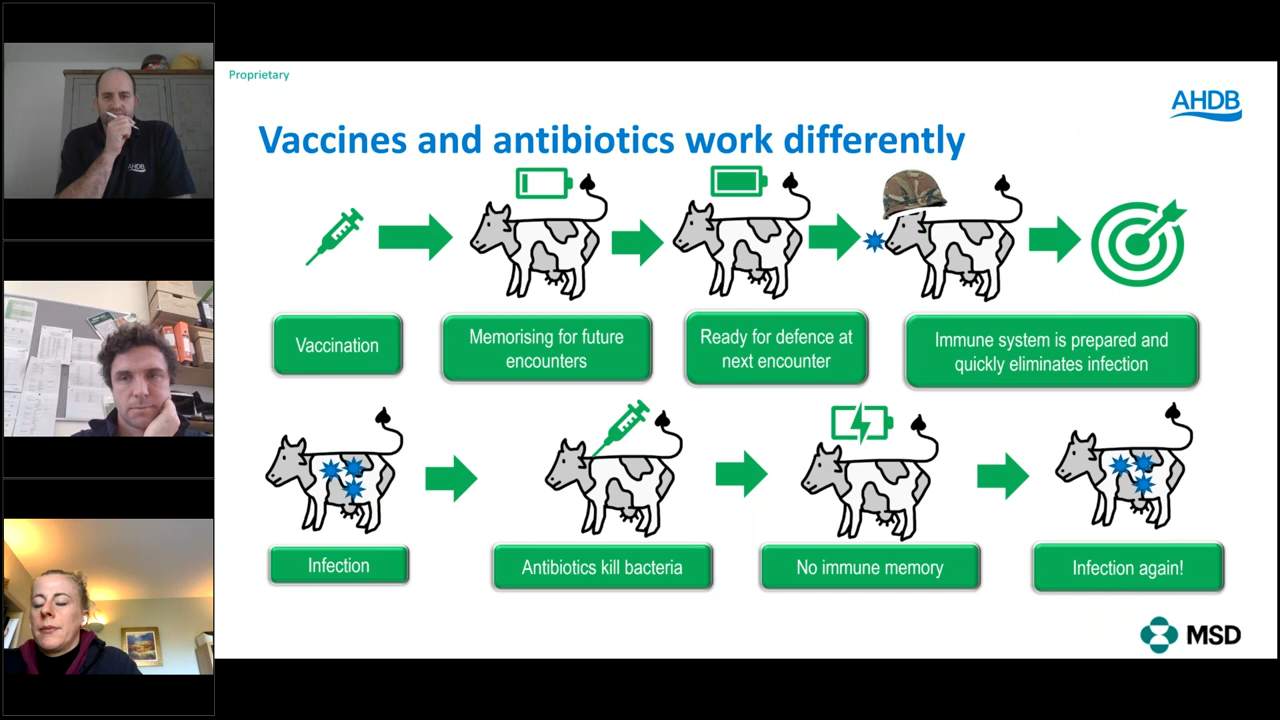 Proprietary
AHDB
Vaccines and antibiotics work differently
Vaccination
Memorising for future
encounters
Ready for defence at
next encounter
Immune system is prepared and
quickly eliminates infection
Infection
Antibiotics kill bacteria
No immune memory
Infection again!
MSD
AHDB